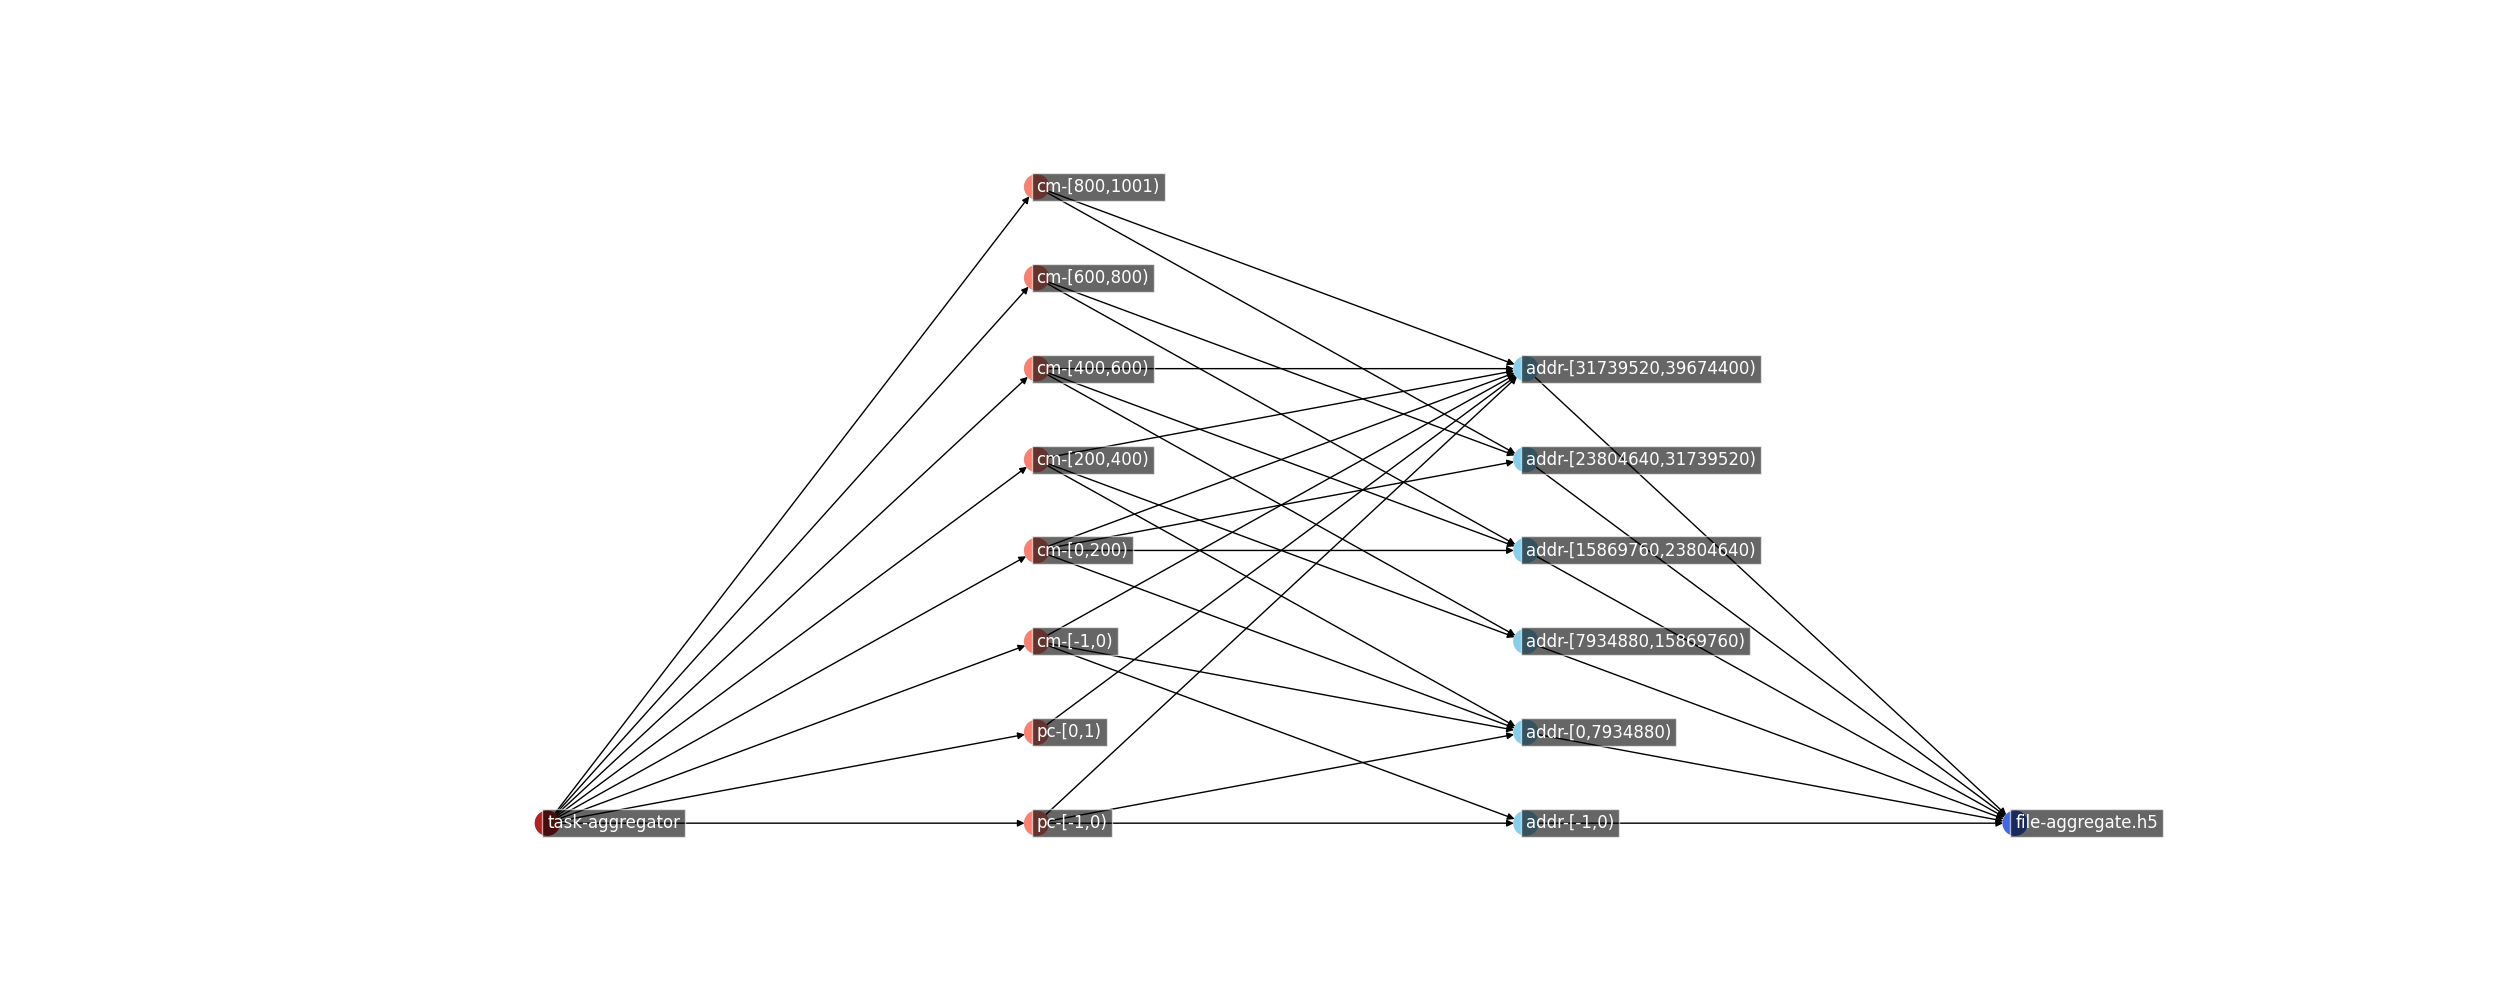 cm-[800,1001)
cm-[600,800)
cm-[400,600)
addr-[31739520,39674400)
cm-[200,400)
addr-[23804640,31739520)
cm-[0,200)
addr-[15869760,23804640)
cm-[-1,0)
addr-[7934880,15869760)
pc-[0,1)
addr-[0,7934880)
task-aggregator
pc-[-1,0)
addr-[-1,0)
file-aggregate.h5